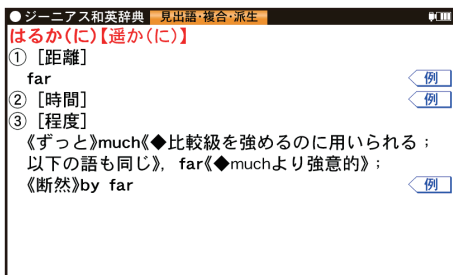 ●ジーニアス和英辞典 見出語・複合・派生
はるか(に)【遥か(に)】
① [距離]
far 例
② [時間] 例
③ [程度]
《ずっと》much《◆比較級を強めるのに用いられる;
以下の語も同じ》, far《◆muchより強意的》;
《断然》by far 例